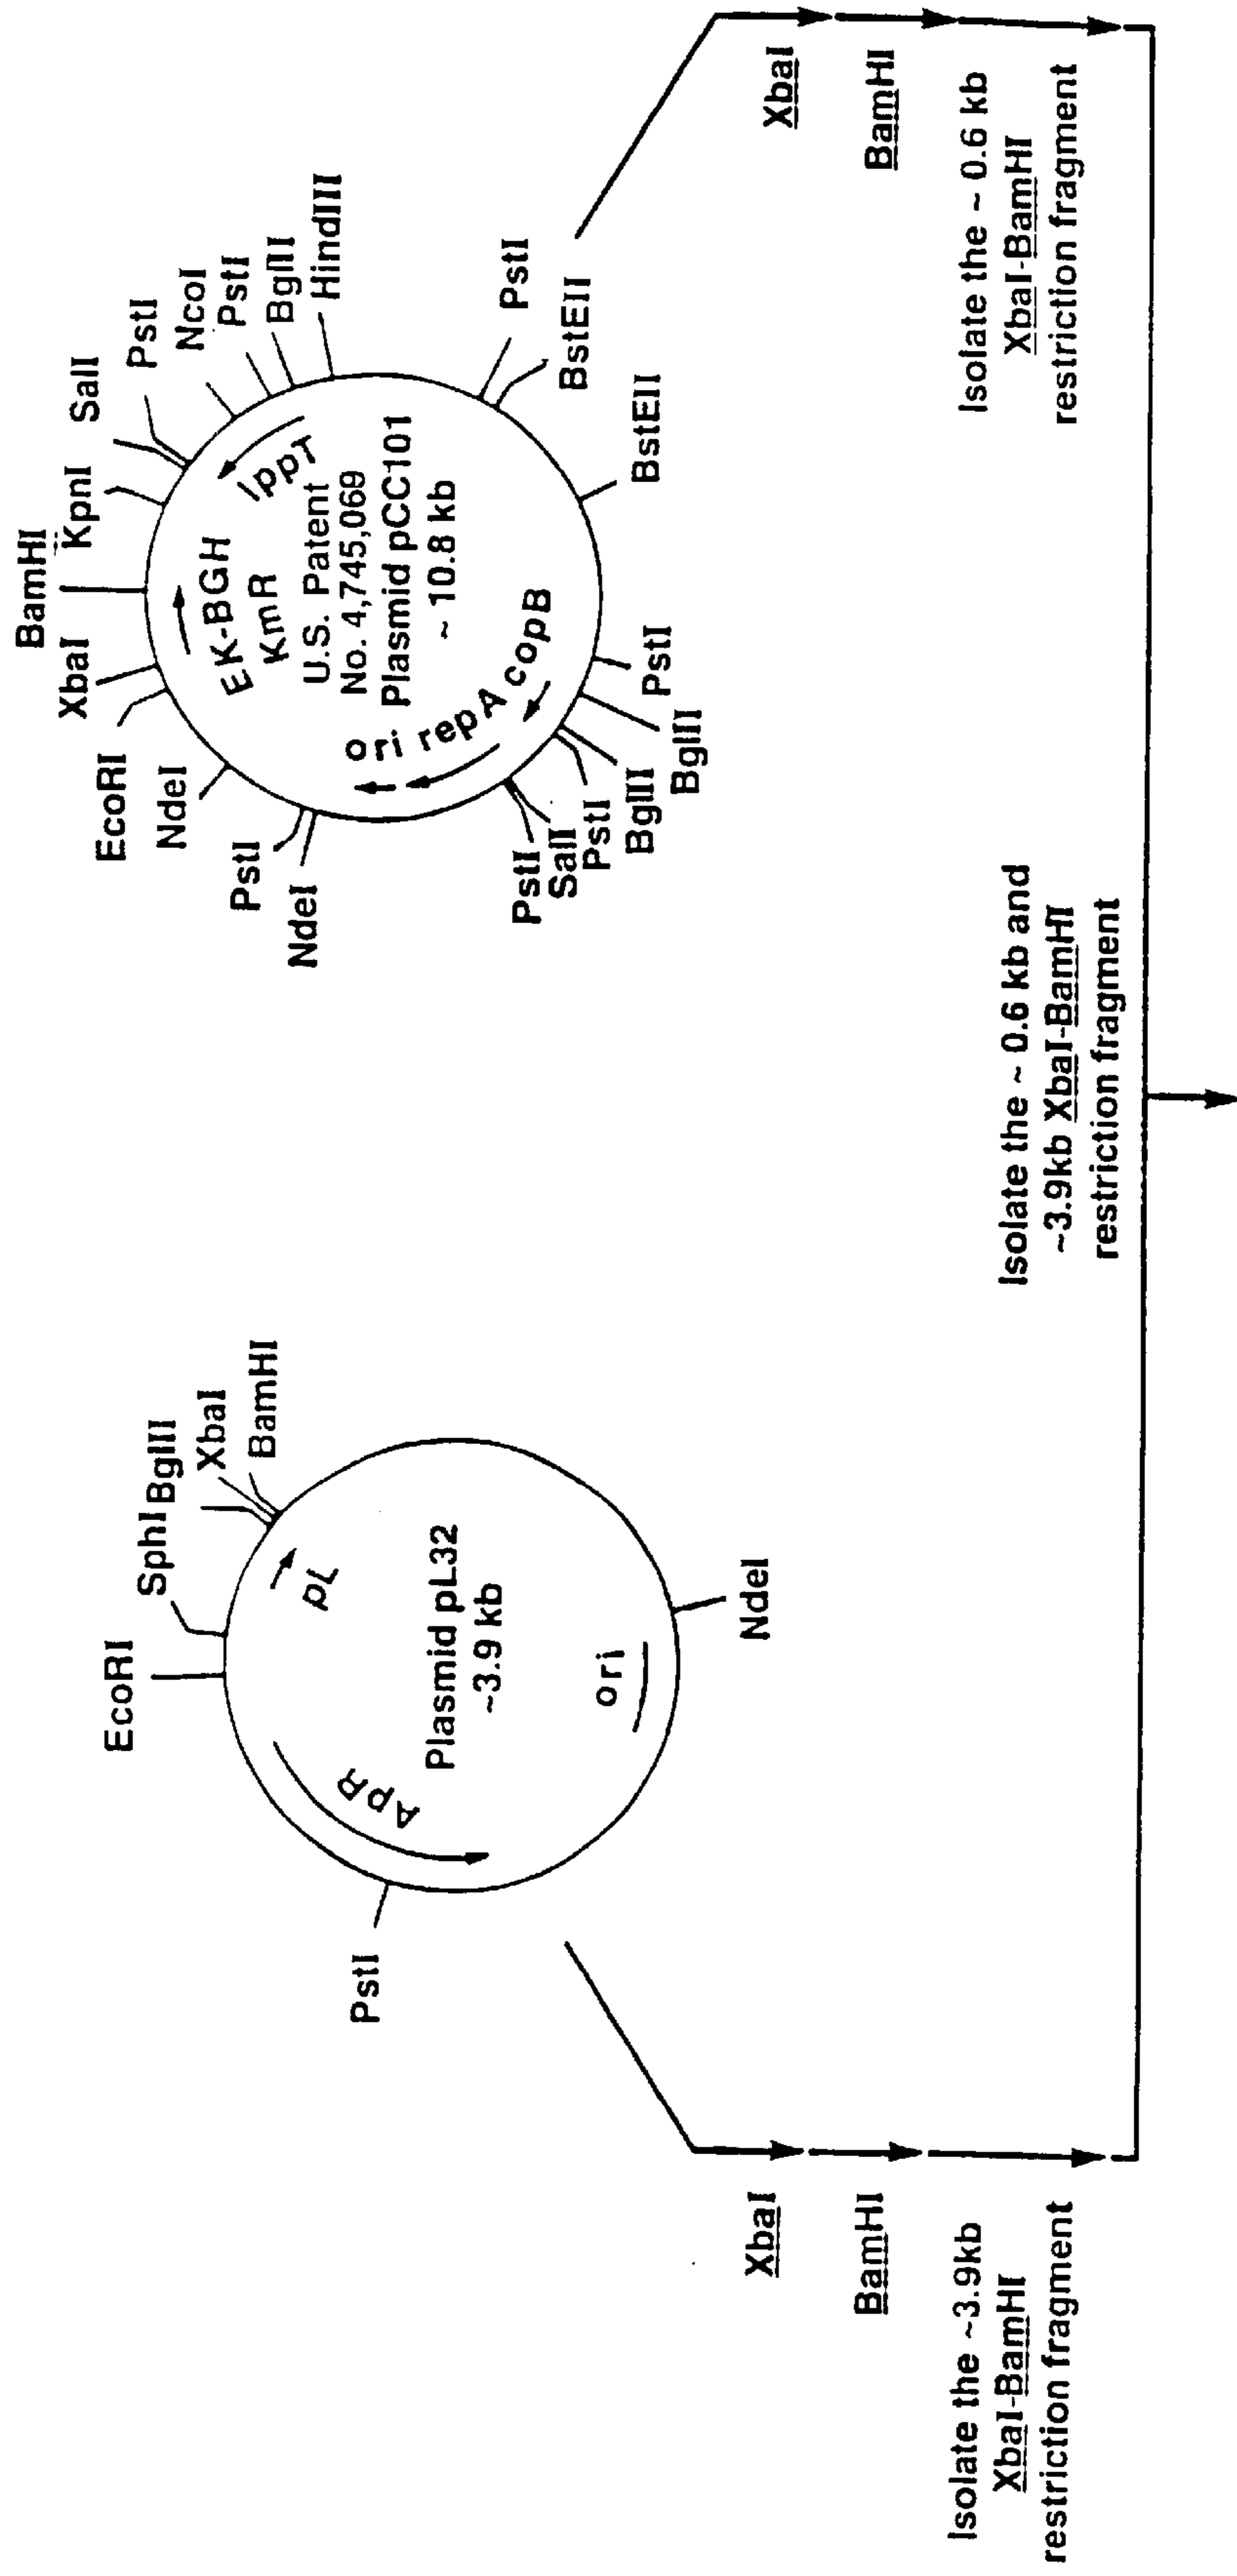 EcoRI
SphI
BglII
XbaI
BamHI
pL
ApR
Plasmid pL32
~3.9 kb
ori
PstI
NdeI
BamHI
KpnI
SalI
PstI
NcoI
PstI
BglII
HindIII
XbaI
EcoRI
NdeI
PstI
NdeI
EK-BGH
KmR
lppT
U.S. Patent
No. 4,745,069
Plasmid pCC101
~ 10.8 kb
ori repA copB
PstI
BstEII
BstEII
PstI
SalI
PstI
BglII
BglII
PstI
XbaI
BamHI
Isolate the ~3.9kb
XbaI-BamHI
restriction fragment
XbaI
BamHI
Isolate the ~ 0.6 kb
XbaI-BamHI
restriction fragment
Isolate the ~ 0.6 kb and
~3.9kb XbaI-BamHI
restriction fragment